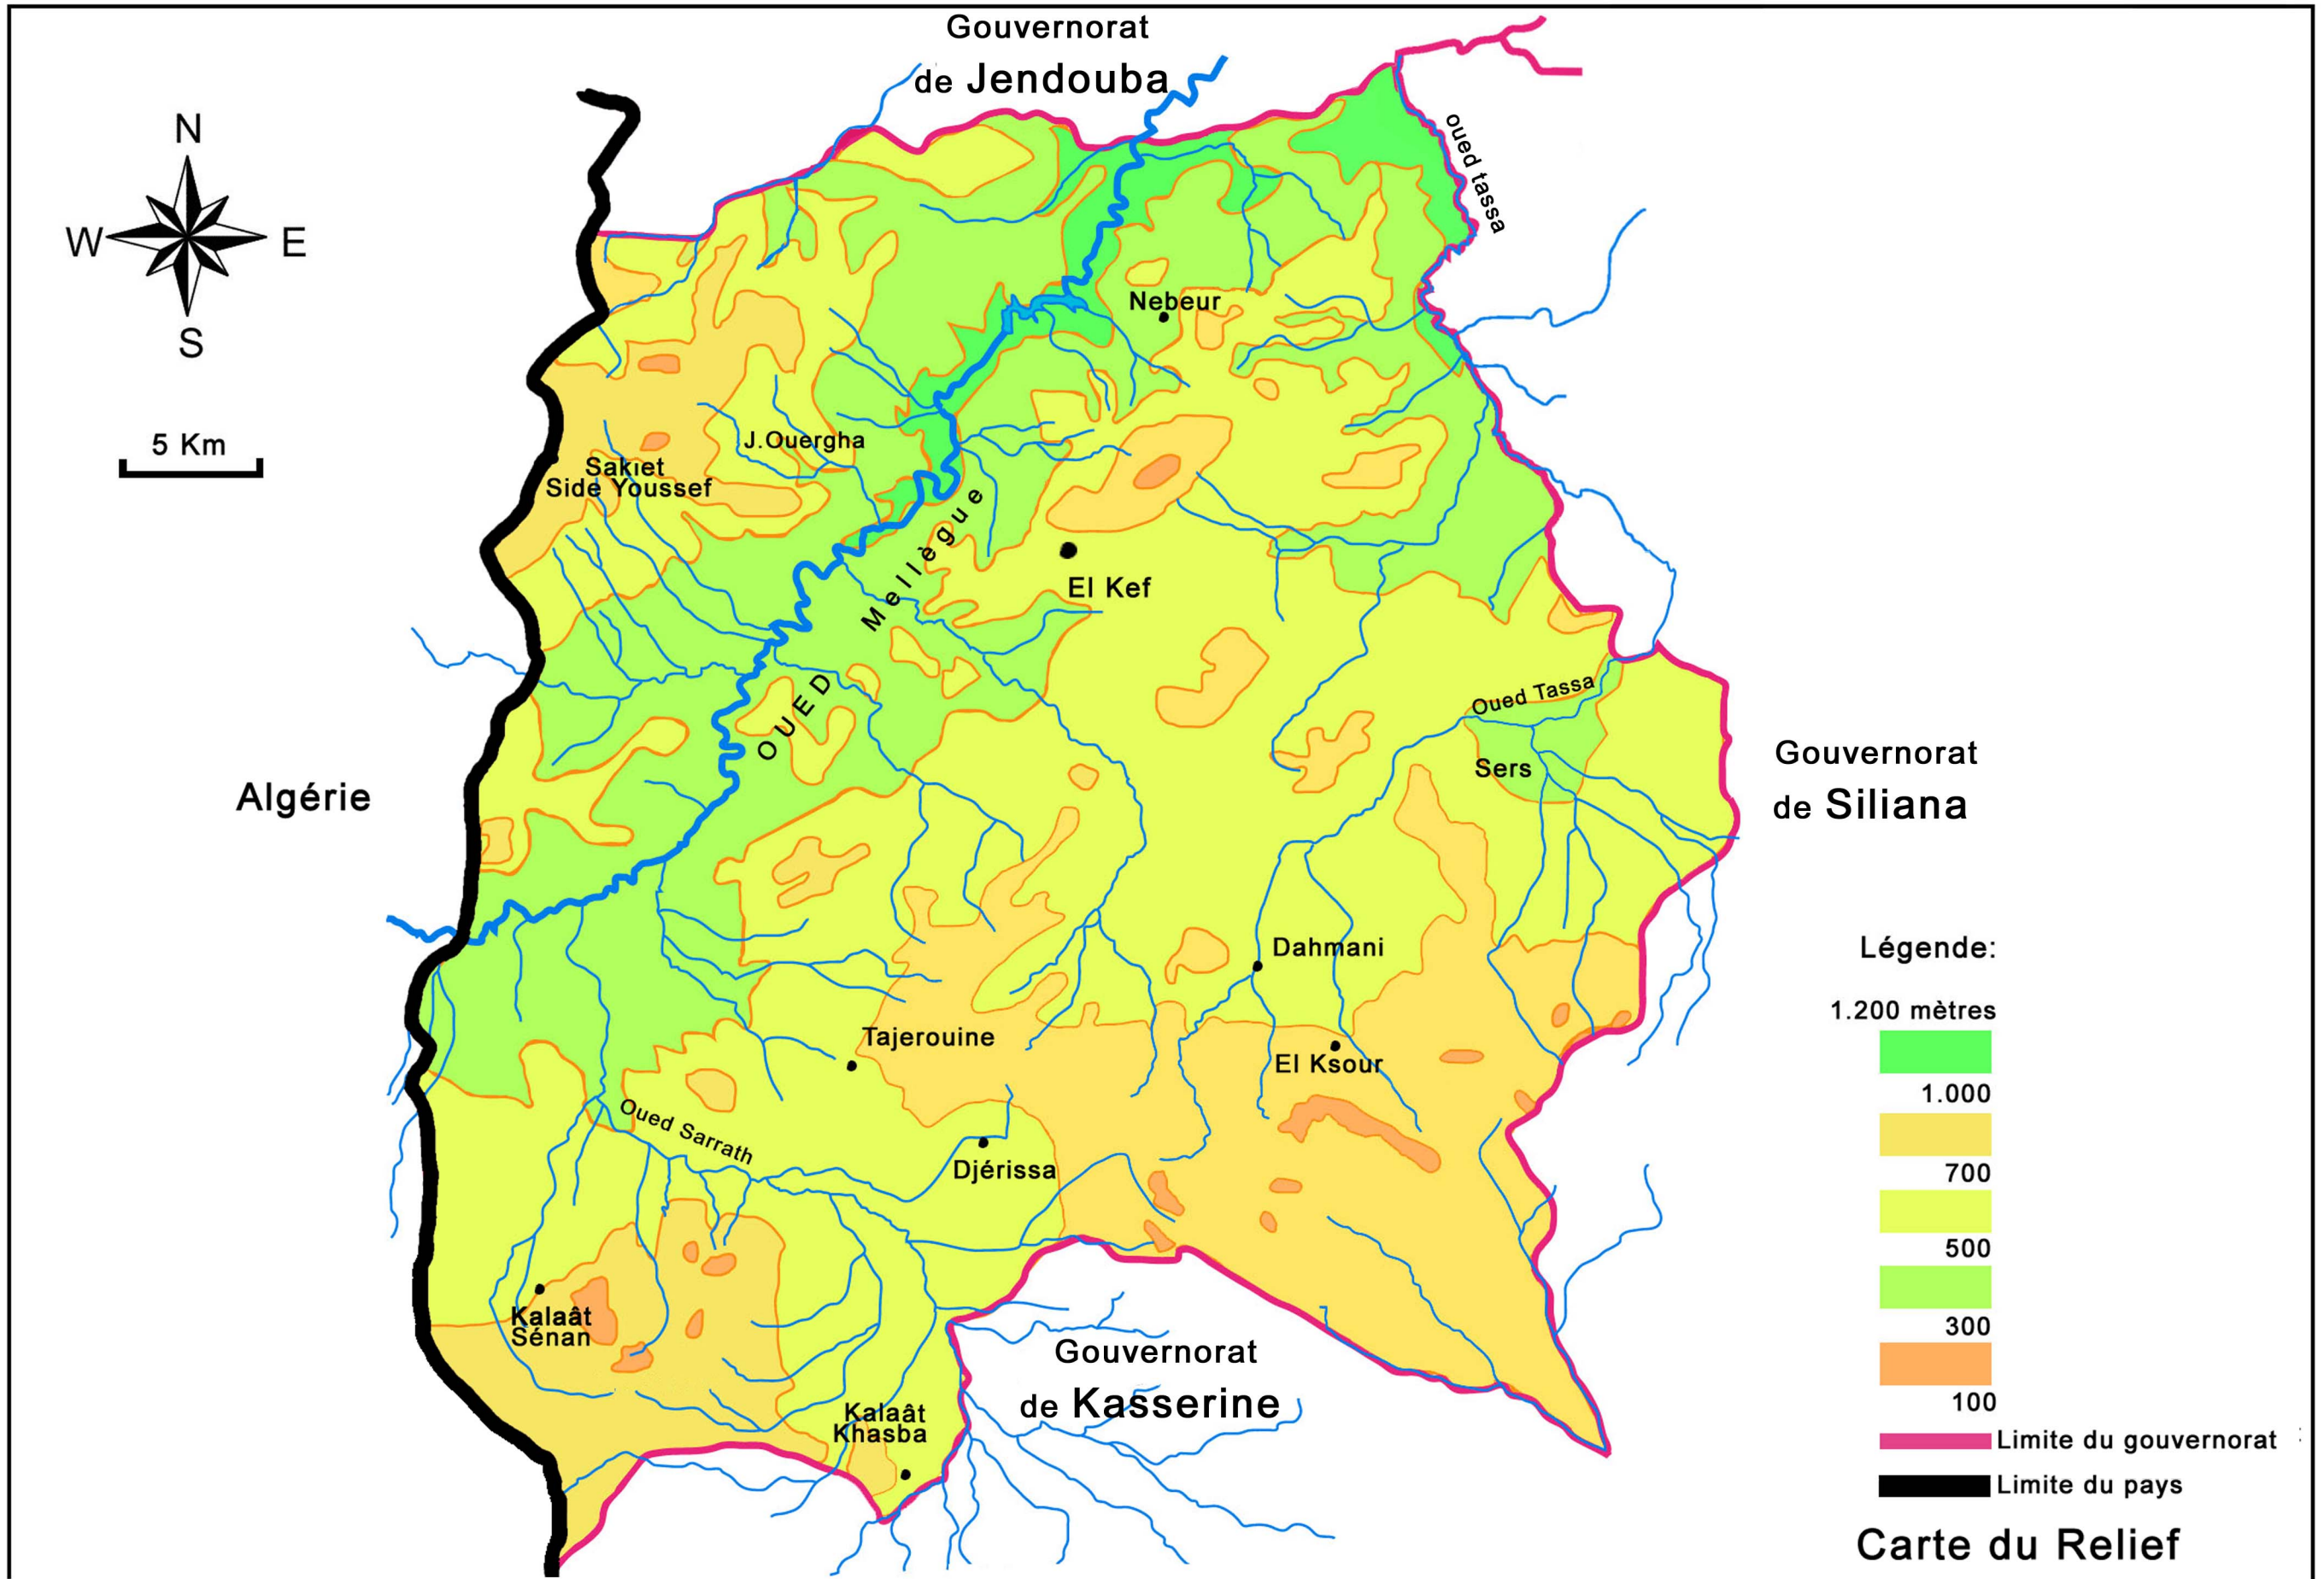 Gouvernorat
de Jendouba
N
W
E
S
5 Km
oued tassa
Nebeur
J.Ouergha
Sakiet
Side Youssef
OUED Mellègue
El Kef
Oued Tassa
Sers
Algérie
Gouvernorat
de Siliana
Dahmani
Tajerouine
El Ksour
Oued Sarrath
Djérissa
Kalaât
Sénan
Kalaât
Khasba
Gouvernorat
de Kasserine
Légende:
1.200 mètres
1.000
700
500
300
100
Limite du gouvernorat
Limite du pays
Carte du Relief